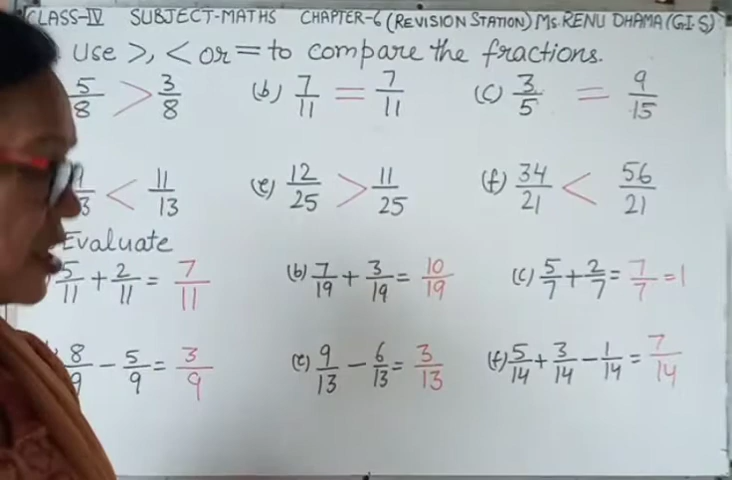 CLASS-IV SUBJECT-MATHS CHAPTER-6 (REVISION STATION) MS. RENU DHAMA (G.I.S)
Use >, < or = to compare the fractions.
5/8 > 3/8 (b) 7/11 = 7/11 (c) 3/5 = 9/15
< 11/13 (e) 12/25 > 11/25 (f) 34/21 < 56/21
Evaluate
5/11 + 2/11 = 7/11 (b) 7/19 + 3/19 = 10/19 (c) 5/7 + 2/7 = 7/7 = 1
8/9 - 5/9 = 3/9 (e) 9/13 - 6/13 = 3/13 (f) 5/14 + 3/14 - 1/14 = 7/14